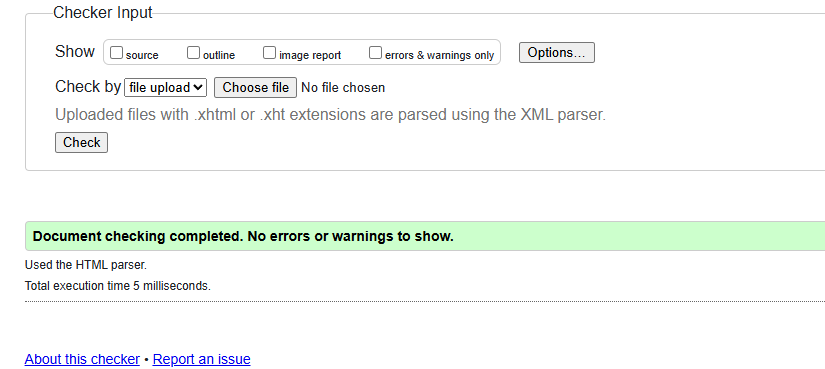 Checker Input
Show source outline image report errors & warnings only Options...
Check by file upload Choose file No file chosen
Uploaded files with .xhtml or .xht extensions are parsed using the XML parser.
Check
Document checking completed. No errors or warnings to show.
Used the HTML parser.
Total execution time 5 milliseconds.
About this checker • Report an issue